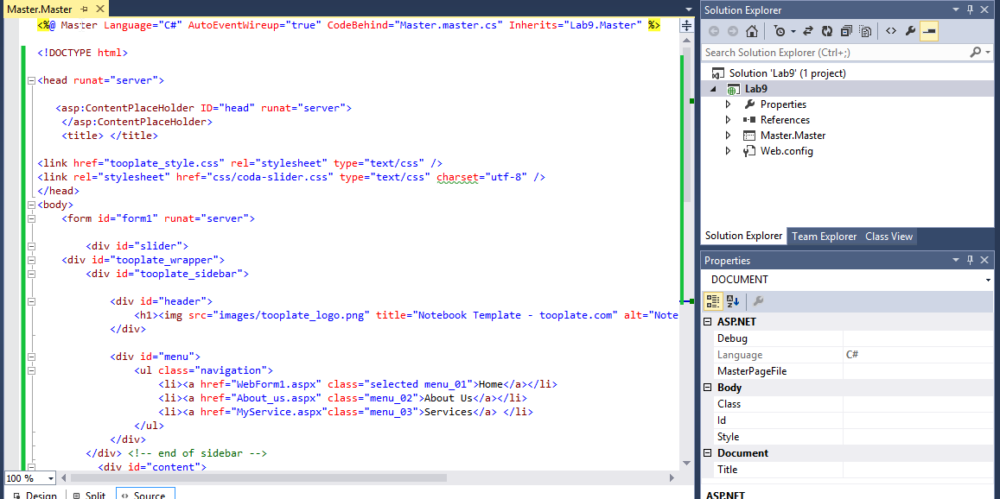 Master.Master
<%@ Master Language="C#" AutoEventWireup="true" CodeBehind="Master.master.cs" Inherits="Lab9.Master" %>
<!DOCTYPE html>
<head runat="server">
<asp:ContentPlaceHolder ID="head" runat="server">
</asp:ContentPlaceHolder>
<title> </title>
<link href="tooplate_style.css" rel="stylesheet" type="text/css" />
<link rel="stylesheet" href="css/coda-slider.css" type="text/css" charset="utf-8" />
</head>
<body>
<form id="form1" runat="server">
<div id="slider">
<div id="tooplate_wrapper">
<div id="tooplate_sidebar">
<div id="header">
<h1><img src="images/tooplate_logo.png" title="Notebook Template - tooplate.com" alt="Note
</div>
<div id="menu">
<ul class="navigation">
<li><a href="WebForm1.aspx" class="selected menu_01">Home</a></li>
<li><a href="About_us.aspx" class="menu_02">About Us</a></li>
<li><a href="MyService.aspx"class="menu_03">Services</a> </li>
</ul>
</div>
</div> <!-- end of sidebar -->
<div id="content">
100 %
Design
Split
Source
Solution Explorer
Search Solution Explorer (Ctrl+;)
Solution 'Lab9' (1 project)
Lab9
Properties
References
Master.Master
Web.config
Solution Explorer
Team Explorer
Class View
Properties
DOCUMENT
ASP.NET
Debug
Language C#
MasterPageFile
Body
Class
Id
Style
Document
Title
ASP.NET